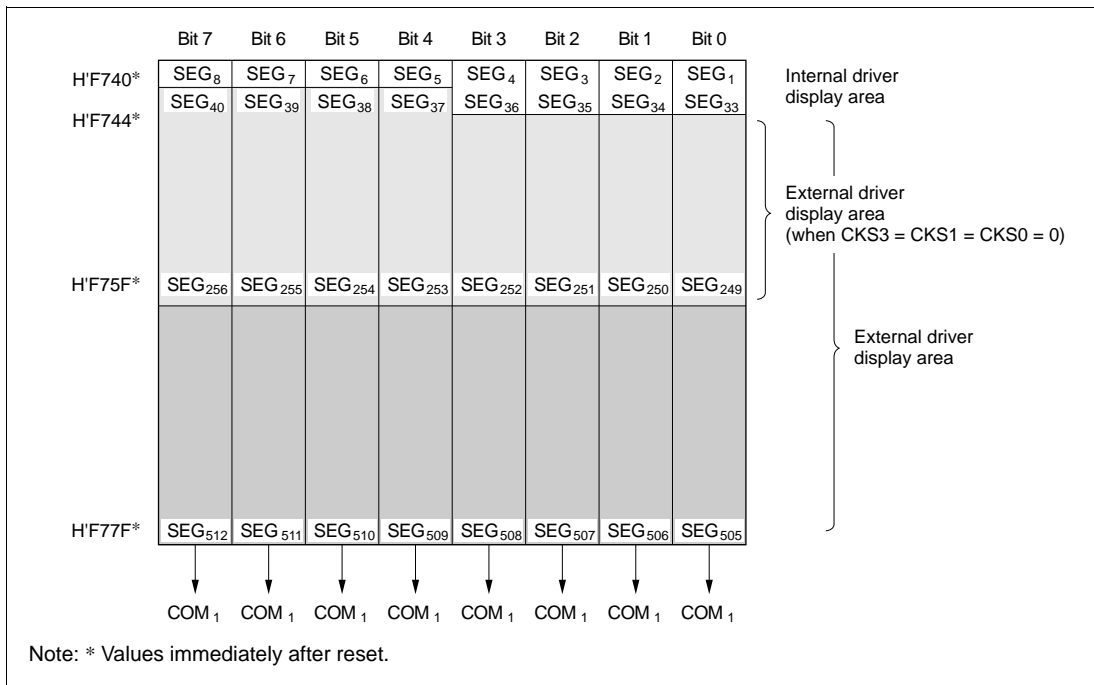 Bit 7 Bit 6 Bit 5 Bit 4 Bit 3 Bit 2 Bit 1 Bit 0
H'F740* SEG8 SEG7 SEG6 SEG5 SEG4 SEG3 SEG2 SEG1
Internal driver
display area
SEG40 SEG39 SEG38 SEG37 SEG36 SEG35 SEG34 SEG33
H'F744*
External driver
display area
(when CKS3 = CKS1 = CKS0 = 0)
H'F75F* SEG256 SEG255 SEG254 SEG253 SEG252 SEG251 SEG250 SEG249
External driver
display area
H'F77F* SEG512 SEG511 SEG510 SEG509 SEG508 SEG507 SEG506 SEG505
COM1 COM1 COM1 COM1 COM1 COM1 COM1 COM1
Note: * Values immediately after reset.